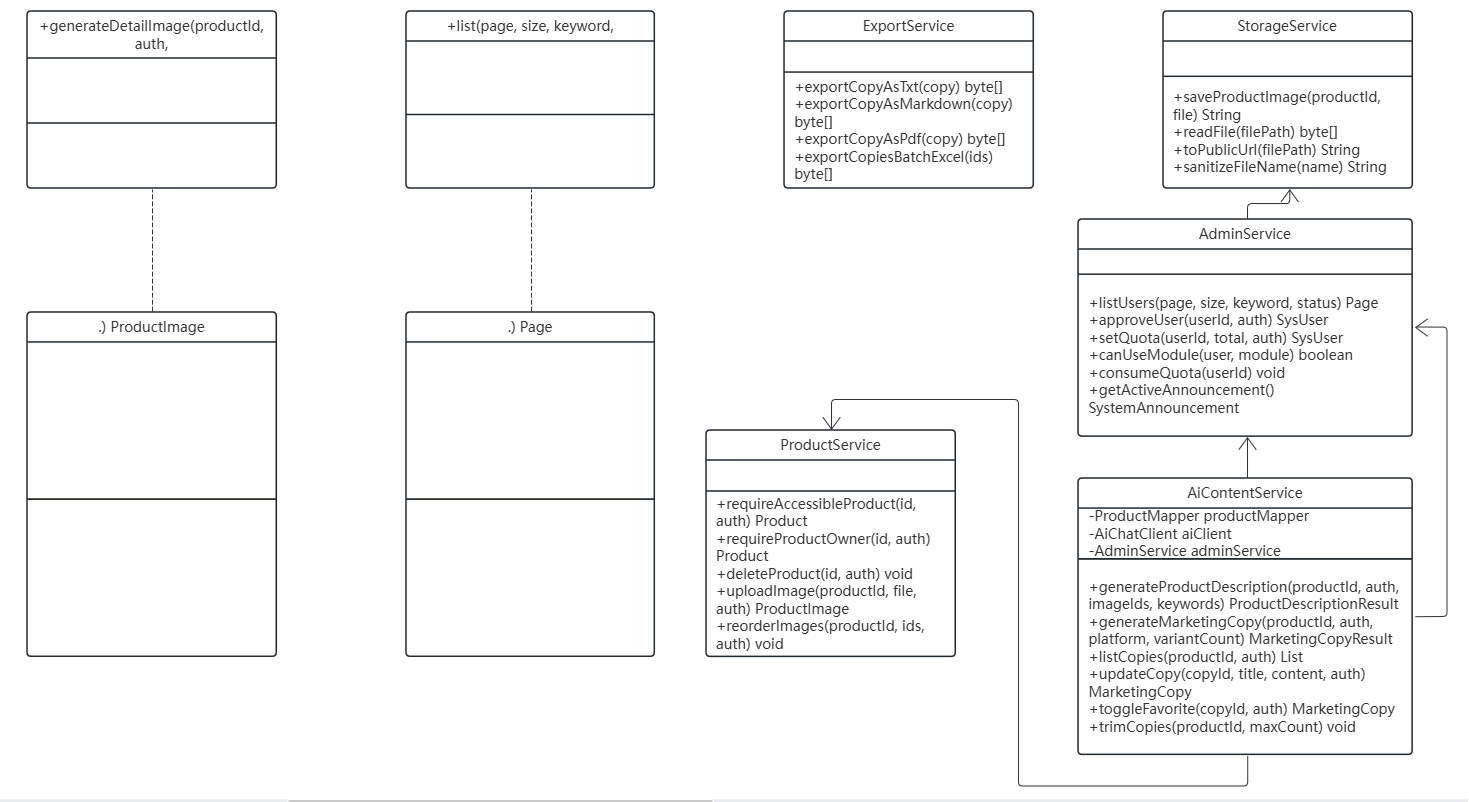 +generateDetailImage(productId,
auth,
+list(page, size, keyword,
ExportService
+exportCopyAsTxt(copy) byte[]
+exportCopyAsMarkdown(copy)
byte[]
+exportCopyAsPdf(copy) byte[]
+exportCopiesBatchExcel(ids)
byte[]
StorageService
+saveProductImage(productId,
file) String
+readFile(filePath) byte[]
+toPublicUrl(filePath) String
+sanitizeFileName(name) String
AdminService
+listUsers(page, size, keyword, status) Page
+approveUser(userId, auth) SysUser
+setQuota(userId, total, auth) SysUser
+canUseModule(user, module) boolean
+consumeQuota(userId) void
+getActiveAnnouncement()
SystemAnnouncement
.) ProductImage
.) Page
ProductService
+requireAccessibleProduct(id,
auth) Product
+requireProductOwner(id, auth)
Product
+deleteProduct(id, auth) void
+uploadImage(productId, file,
auth) ProductImage
+reorderImages(productId, ids,
auth) void
AiContentService
-ProductMapper productMapper
-AiChatClient aiClient
-AdminService adminService
+generateProductDescription(productId, auth,
imageIds, keywords) ProductDescriptionResult
+generateMarketingCopy(productId, auth,
platform, variantCount) MarketingCopyResult
+listCopies(productId, auth) List
+updateCopy(copyId, title, content, auth)
MarketingCopy
+toggleFavorite(copyId, auth) MarketingCopy
+trimCopies(productId, maxCount) void